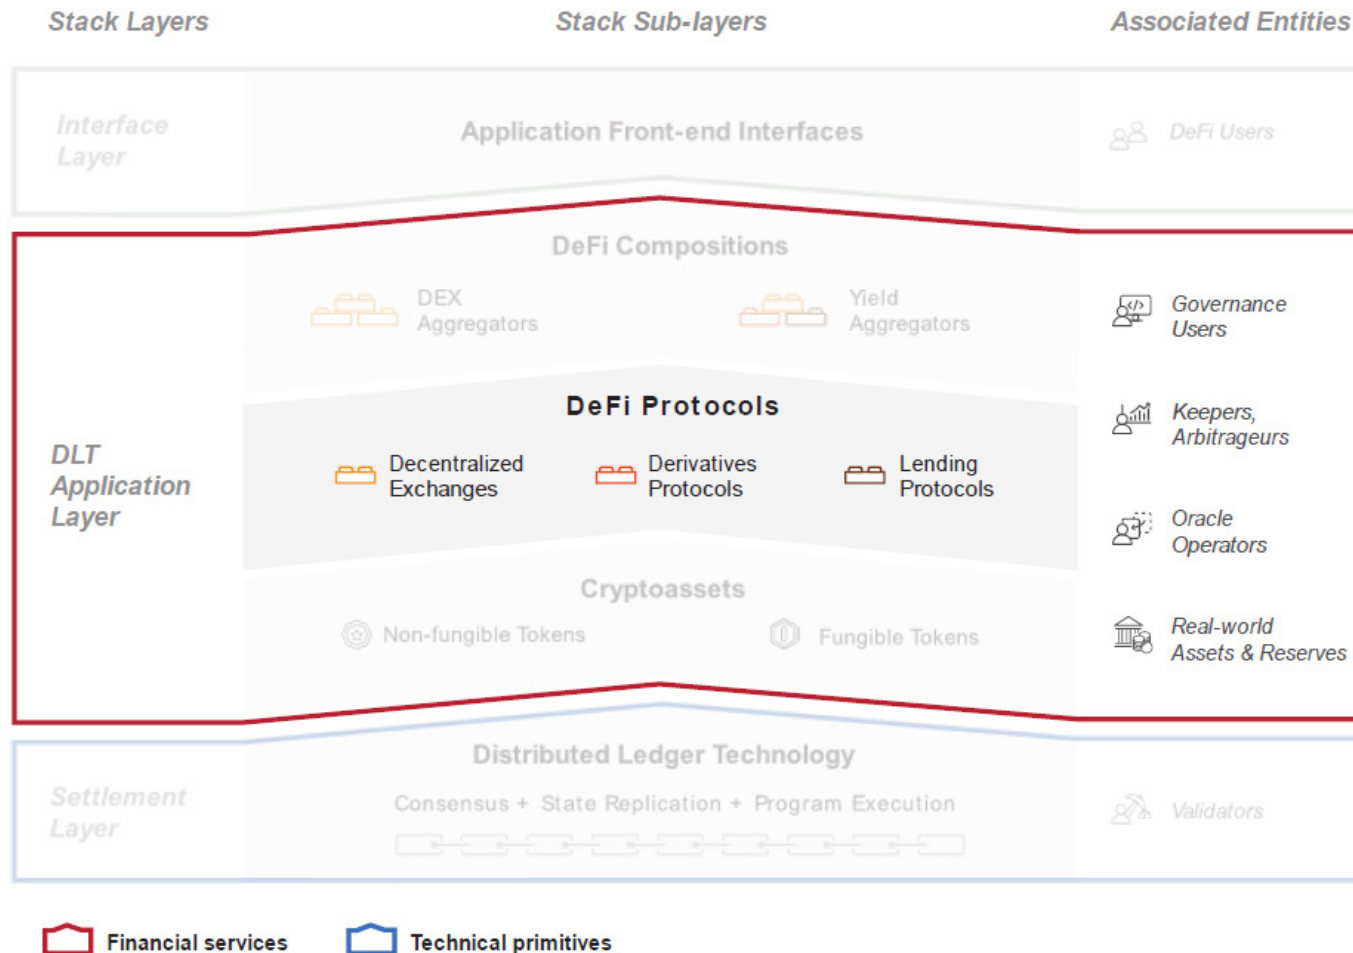 Stack Layers
Stack Sub-layers
Associated Entities
Interface
Layer
Application Front-end Interfaces
DeFi Users
DeFi Compositions
DEX
Aggregators
Yield
Aggregators
Governance
Users
DLT
Application
Layer
DeFi Protocols
Decentralized
Exchanges
Derivatives
Protocols
Lending
Protocols
Keepers,
Arbitrageurs
Oracle
Operators
Cryptoassets
Non-fungible Tokens
Fungible Tokens
Real-world
Assets & Reserves
Settlement
Layer
Distributed Ledger Technology
Consensus + State Replication + Program Execution
Validators
Financial services
Technical primitives